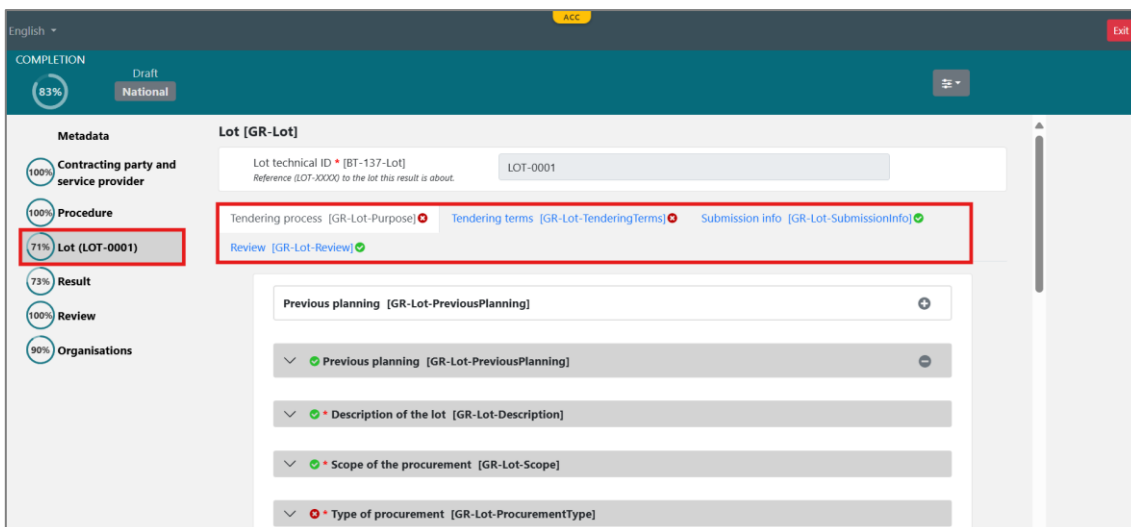 ACC
English
Exit
COMPLETION
83%
Draft
National
Metadata
100% Contracting party and
service provider
100% Procedure
71% Lot (LOT-0001)
73% Result
100% Review
90% Organisations
Lot [GR-Lot]
Lot technical ID * [BT-137-Lot]
Reference (LOT-XXXX) to the lot this result is about.
LOT-0001
Tendering process [GR-Lot-Purpose] Tendering terms [GR-Lot-TenderingTerms] Submission info [GR-Lot-SubmissionInfo]
Review [GR-Lot-Review]
Previous planning [GR-Lot-PreviousPlanning]
Previous planning [GR-Lot-PreviousPlanning]
* Description of the lot [GR-Lot-Description]
* Scope of the procurement [GR-Lot-Scope]
* Type of procurement [GR-Lot-ProcurementType]